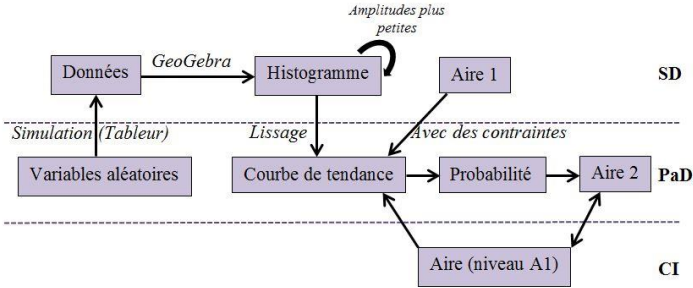 Amplitudes plus
petites
Données
GeoGebra
Histogramme
Aire 1
SD
Simulation (Tableur)
Lissage
Avec des contraintes
Variables aléatoires
Courbe de tendance
Probabilité
Aire 2
PaD
Aire (niveau A1)
CI